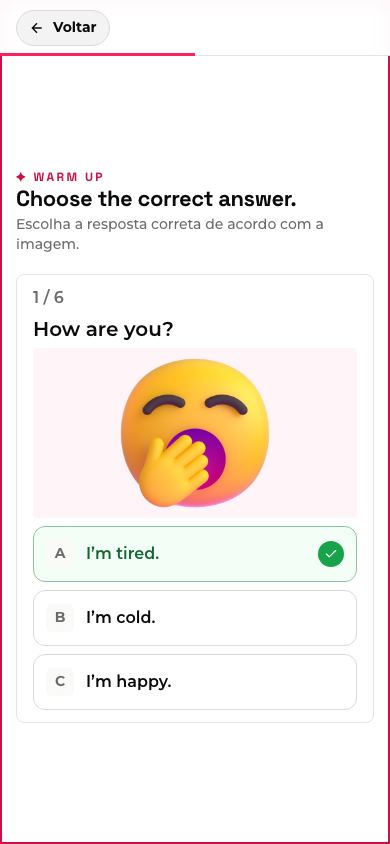 Voltar
WARM UP
Choose the correct answer.
Escolha a resposta correta de acordo com a
imagem.
1 / 6
How are you?
A I’m tired.
B I’m cold.
C I’m happy.